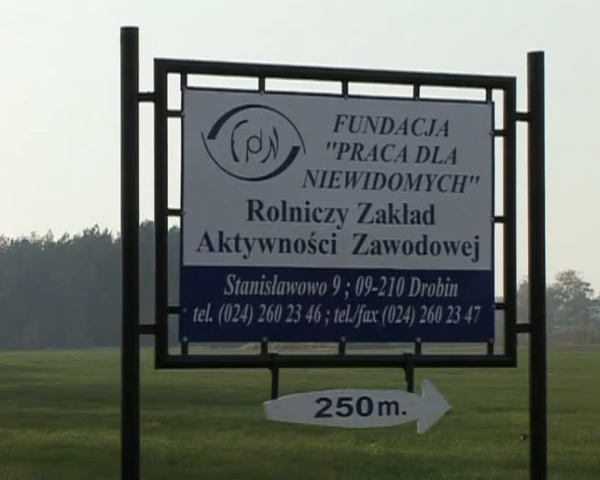 FPdN
FUNDACJA
"PRACA DLA
NIEWIDOMYCH"
Rolniczy Zakład
Aktywności Zawodowej
Stanisławowo 9 ; 09-210 Drobin
tel. (024) 260 23 46 ; tel./fax (024) 260 23 47
250m.